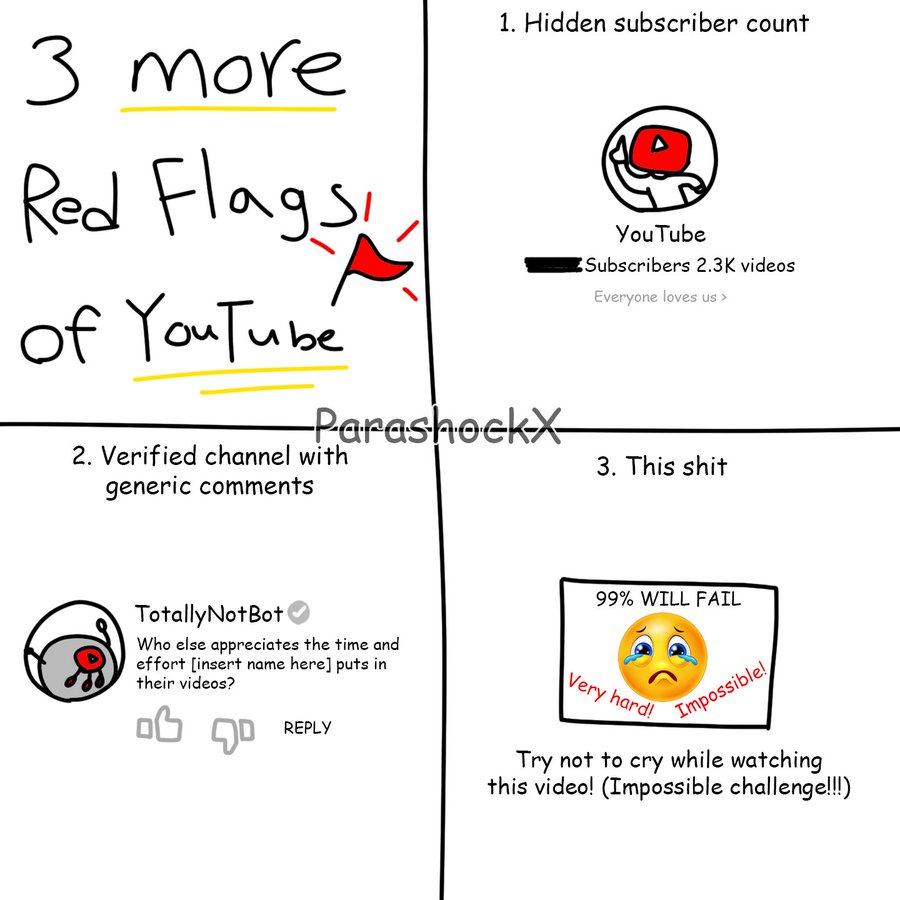 3 more
Red Flags
of YouTube
1. Hidden subscriber count
YouTube
Subscribers 2.3K videos
Everyone loves us >
ParashockX
2. Verified channel with
generic comments
TotallyNotBot
Who else appreciates the time and
effort [insert name here] puts in
their videos?
REPLY
3. This shit
99% WILL FAIL
Very hard!
Impossible!
Try not to cry while watching
this video! (Impossible challenge!!!)